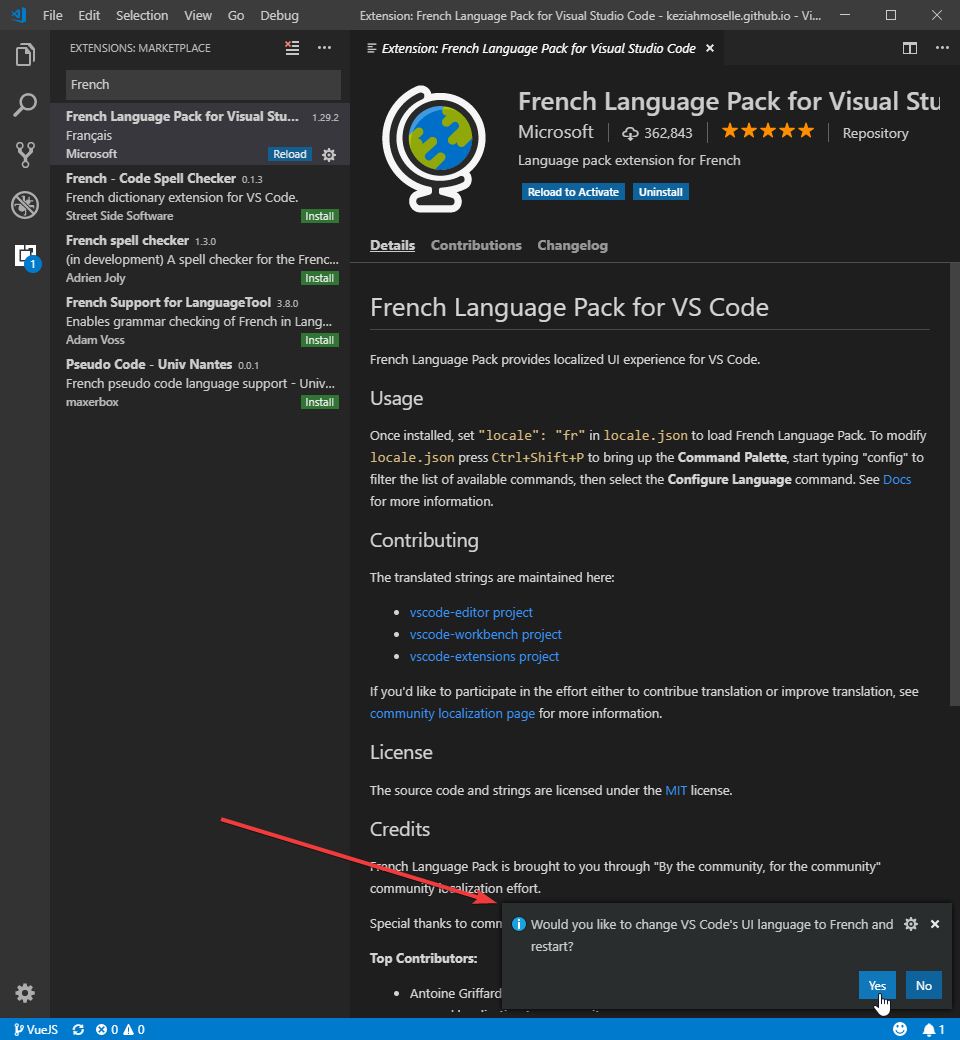 File Edit Selection View Go Debug Extension: French Language Pack for Visual Studio Code - keziahmoselle.github.io - Vi...
EXTENSIONS: MARKETPLACE
French
French Language Pack for Visual Stu... 1.29.2
Français
Microsoft Reload
French - Code Spell Checker 0.1.3
French dictionary extension for VS Code.
Street Side Software Install
French spell checker 1.3.0
(in development) A spell checker for the Frenc...
Adrien Joly Install
French Support for LanguageTool 3.8.0
Enables grammar checking of French in Lang...
Adam Voss Install
Pseudo Code - Univ Nantes 0.0.1
French pseudo code language support - Univ...
maxerbox Install
1
Extension: French Language Pack for Visual Studio Code
French Language Pack for Visual Stu
Microsoft 362,843 Repository
Language pack extension for French
Reload to Activate Uninstall
Details Contributions Changelog
French Language Pack for VS Code
French Language Pack provides localized UI experience for VS Code.
Usage
Once installed, set "locale": "fr" in locale.json to load French Language Pack. To modify
locale.json press Ctrl+Shift+P to bring up the Command Palette, start typing "config" to
filter the list of available commands, then select the Configure Language command. See Docs
for more information.
Contributing
The translated strings are maintained here:
• vscode-editor project
• vscode-workbench project
• vscode-extensions project
If you'd like to participate in the effort either to contribue translation or improve translation, see
community localization page for more information.
License
The source code and strings are licensed under the MIT license.
Credits
French Language Pack is brought to you through "By the community, for the community"
community localization effort.
Special thanks to comm
Top Contributors:
• Antoine Griffard
Would you like to change VS Code's UI language to French and
restart?
Yes No
VueJS 0 0 1